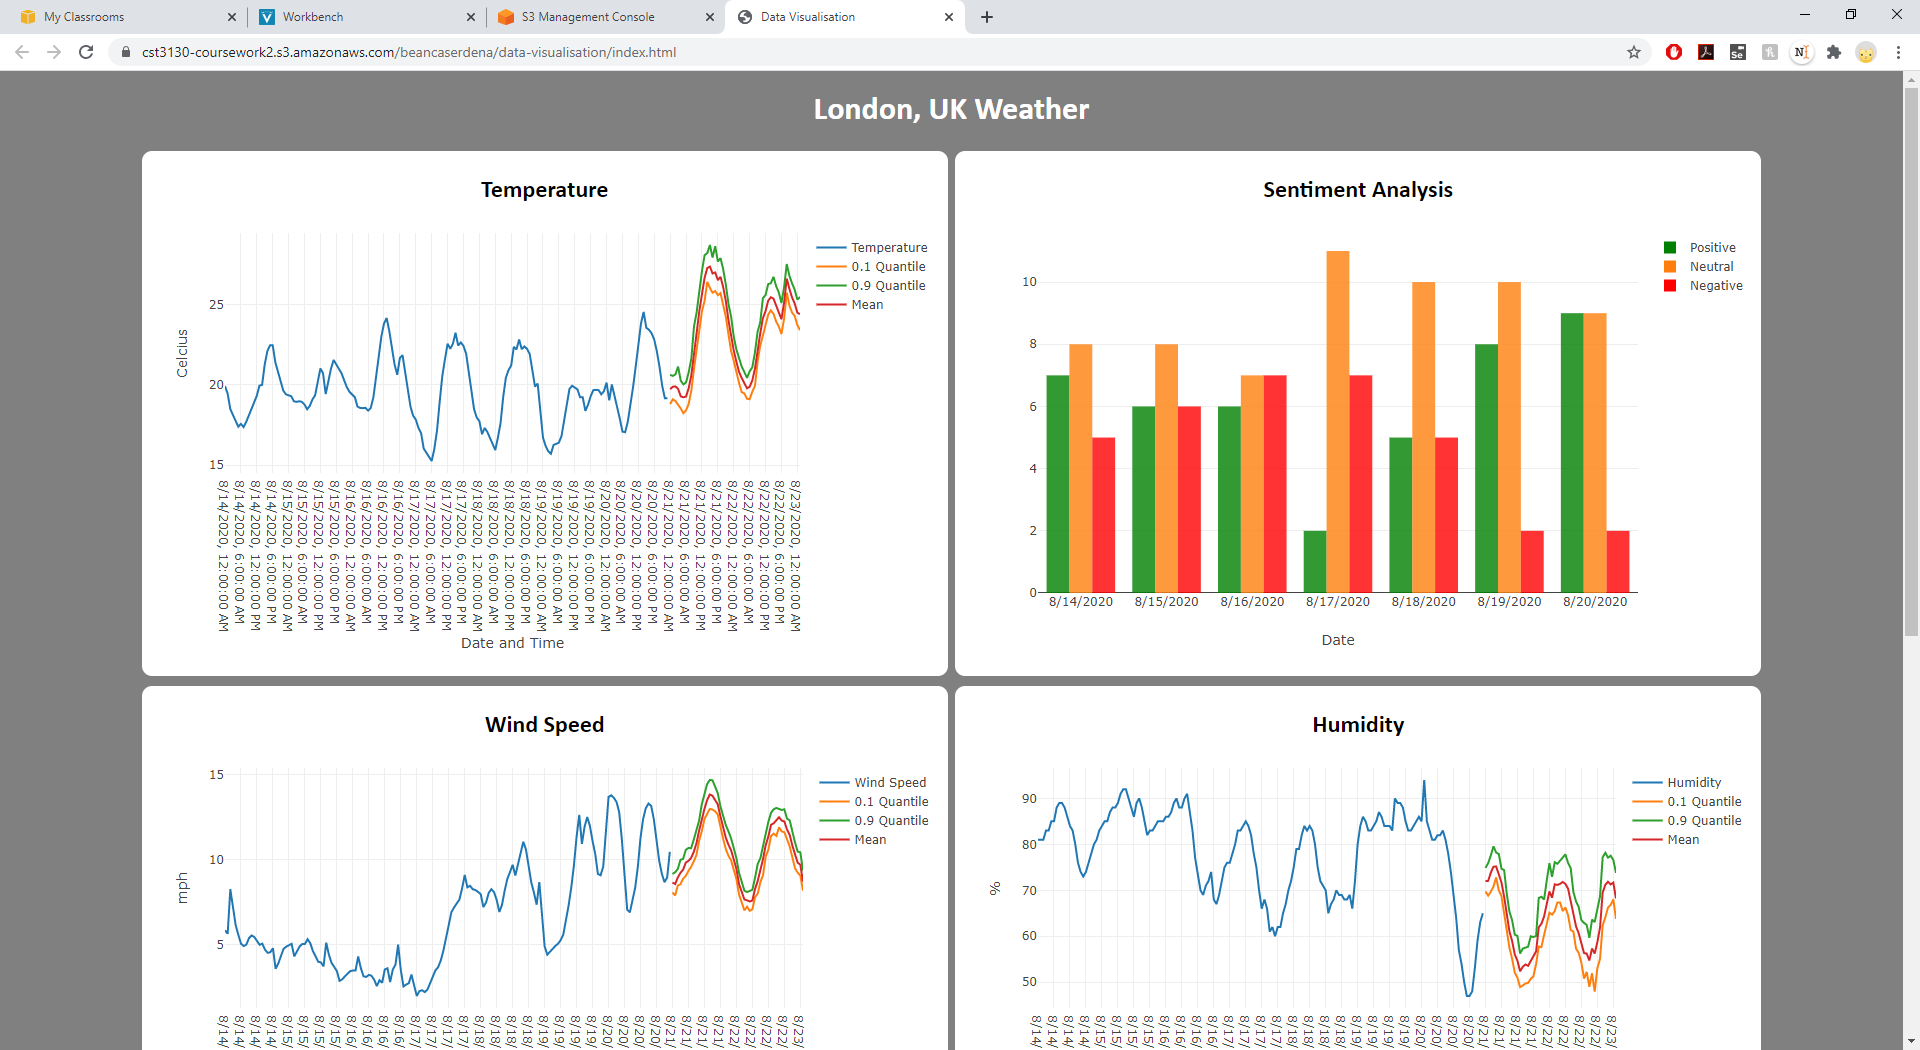 My Classrooms
Workbench
S3 Management Console
Data Visualisation
cst3130-coursework2.s3.amazonaws.com/beancaserdena/data-visualisation/index.html
London, UK Weather
Temperature
Celcius
25
20
15
Temperature
0.1 Quantile
0.9 Quantile
Mean
8/14/2020, 12:00:00 AM
8/14/2020, 6:00:00 AM
8/14/2020, 12:00:00 PM
8/14/2020, 6:00:00 PM
8/15/2020, 12:00:00 AM
8/15/2020, 6:00:00 AM
8/15/2020, 12:00:00 PM
8/15/2020, 6:00:00 PM
8/16/2020, 12:00:00 AM
8/16/2020, 6:00:00 AM
8/16/2020, 12:00:00 PM
8/16/2020, 6:00:00 PM
8/17/2020, 12:00:00 AM
8/17/2020, 6:00:00 AM
8/17/2020, 12:00:00 PM
8/17/2020, 6:00:00 PM
8/18/2020, 12:00:00 AM
8/18/2020, 6:00:00 AM
8/18/2020, 12:00:00 PM
8/18/2020, 6:00:00 PM
8/19/2020, 12:00:00 AM
8/19/2020, 6:00:00 AM
8/19/2020, 12:00:00 PM
8/19/2020, 6:00:00 PM
8/20/2020, 12:00:00 AM
8/20/2020, 6:00:00 AM
8/20/2020, 12:00:00 PM
8/20/2020, 6:00:00 PM
8/21/2020, 12:00:00 AM
8/21/2020, 6:00:00 AM
8/21/2020, 12:00:00 PM
8/21/2020, 6:00:00 PM
8/22/2020, 12:00:00 AM
8/22/2020, 6:00:00 AM
8/22/2020, 12:00:00 PM
8/22/2020, 6:00:00 PM
8/23/2020, 12:00:00 AM
Date and Time
Sentiment Analysis
10
8
6
4
2
0
Positive
Neutral
Negative
8/14/2020 8/15/2020 8/16/2020 8/17/2020 8/18/2020 8/19/2020 8/20/2020
Date
Wind Speed
mph
15
10
5
Wind Speed
0.1 Quantile
0.9 Quantile
Mean
8/14/
8/14/
8/14/
8/14/
8/15/
8/15/
8/15/
8/15/
8/16/
8/16/
8/16/
8/16/
8/17/
8/17/
8/17/
8/17/
8/18/
8/18/
8/18/
8/18/
8/19/
8/19/
8/19/
8/19/
8/20/
8/20/
8/20/
8/20/
8/21/
8/21/
8/21/
8/21/
8/22/
8/22/
8/22/
8/22/
8/23/
Humidity
%
90
80
70
60
50
Humidity
0.1 Quantile
0.9 Quantile
Mean
8/14/
8/14/
8/14/
8/14/
8/15/
8/15/
8/15/
8/15/
8/16/
8/16/
8/16/
8/16/
8/17/
8/17/
8/17/
8/17/
8/18/
8/18/
8/18/
8/18/
8/19/
8/19/
8/19/
8/19/
8/20/
8/20/
8/20/
8/20/
8/21/
8/21/
8/21/
8/21/
8/22/
8/22/
8/22/
8/22/
8/23/